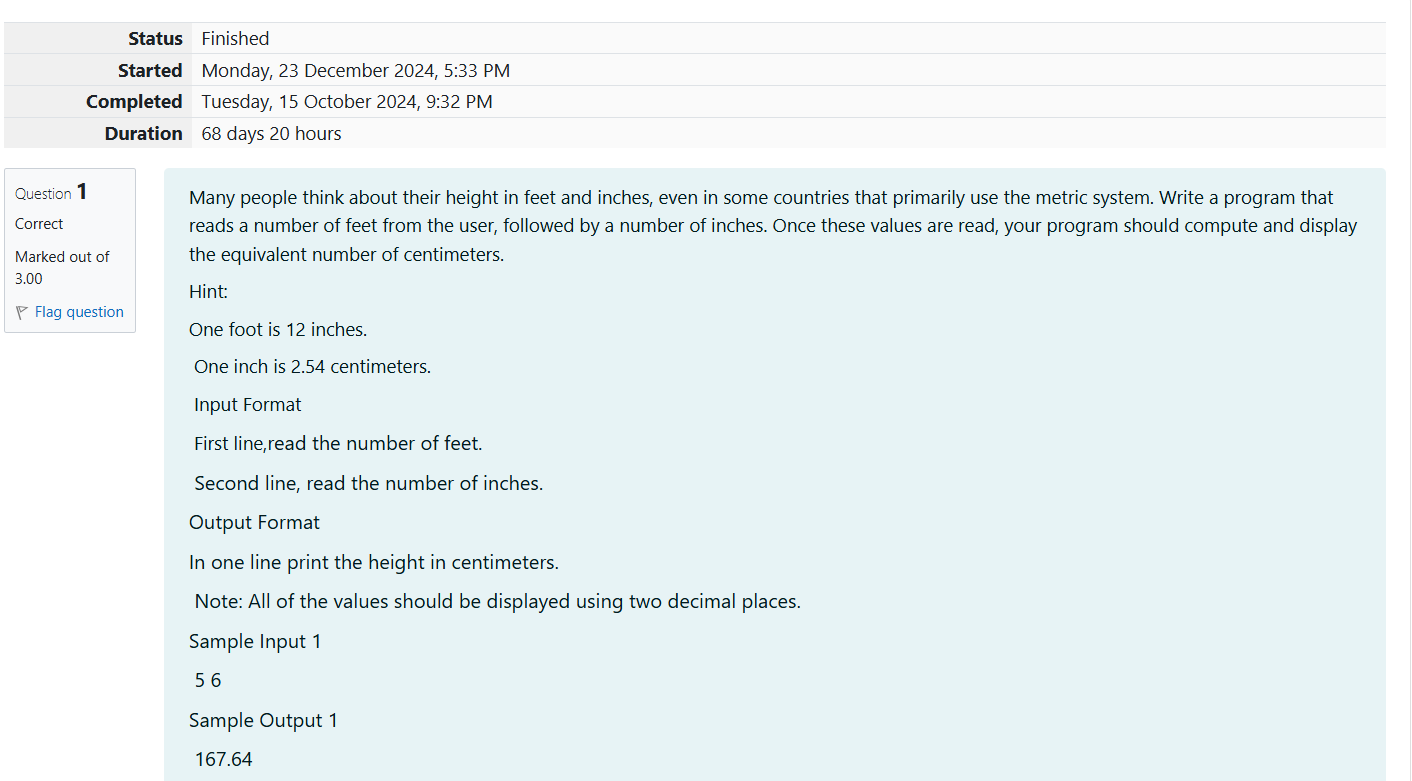 Status Finished
Started Monday, 23 December 2024, 5:33 PM
Completed Tuesday, 15 October 2024, 9:32 PM
Duration 68 days 20 hours
Question 1
Correct
Marked out of
3.00
Flag question
Many people think about their height in feet and inches, even in some countries that primarily use the metric system. Write a program that
reads a number of feet from the user, followed by a number of inches. Once these values are read, your program should compute and display
the equivalent number of centimeters.
Hint:
One foot is 12 inches.
One inch is 2.54 centimeters.
Input Format
First line,read the number of feet.
Second line, read the number of inches.
Output Format
In one line print the height in centimeters.
Note: All of the values should be displayed using two decimal places.
Sample Input 1
5 6
Sample Output 1
167.64